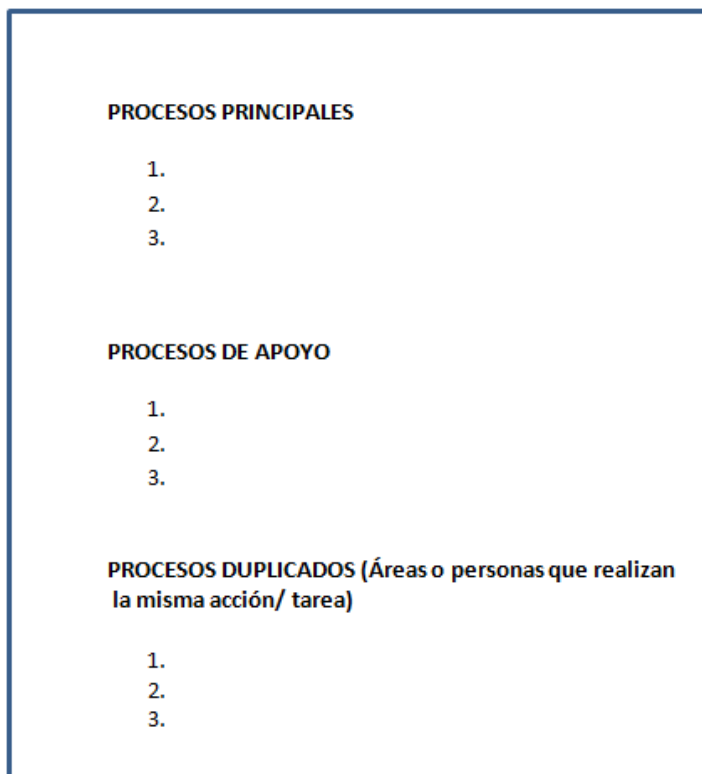 PROCESOS PRINCIPALES
1.
2.
3.
PROCESOS DE APOYO
1.
2.
3.
PROCESOS DUPLICADOS (Áreas o personas que realizan
la misma acción/ tarea)
1.
2.
3.